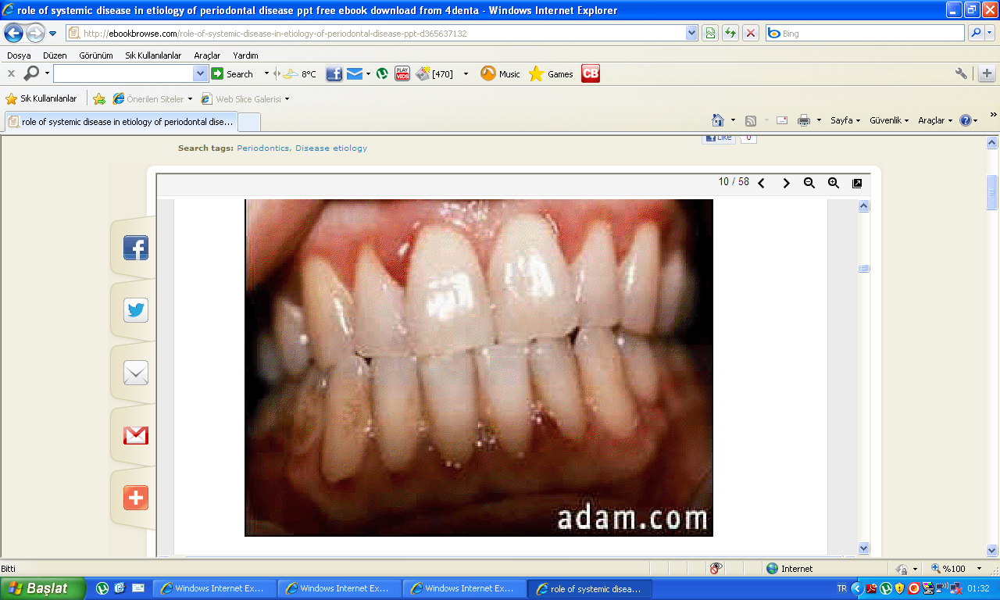 role of systemic disease in etiology of periodontal disease ppt free ebook download from 4denta - Windows Internet Explorer
http://ebookbrowse.com/role-of-systemic-disease-in-etiology-of-periodontal-disease-ppt-d365637132
Bing
Dosya Düzen Görünüm Sık Kullanılanlar Araçlar Yardım
Search 8°C PLAY VIDS [470] Music Games CB
Sık Kullanılanlar Önerilen Siteler Web Slice Galerisi
role of systemic disease in etiology of periodontal dise...
Sayfa Güvenlik Araçlar
Like 0
Search tags: Periodontics, Disease etiology
10 / 58
adam.com
Bitti Internet %100
Başlat Windows Internet Ex... Windows Internet Ex... Windows Internet Ex... role of systemic disea... TR 01:32